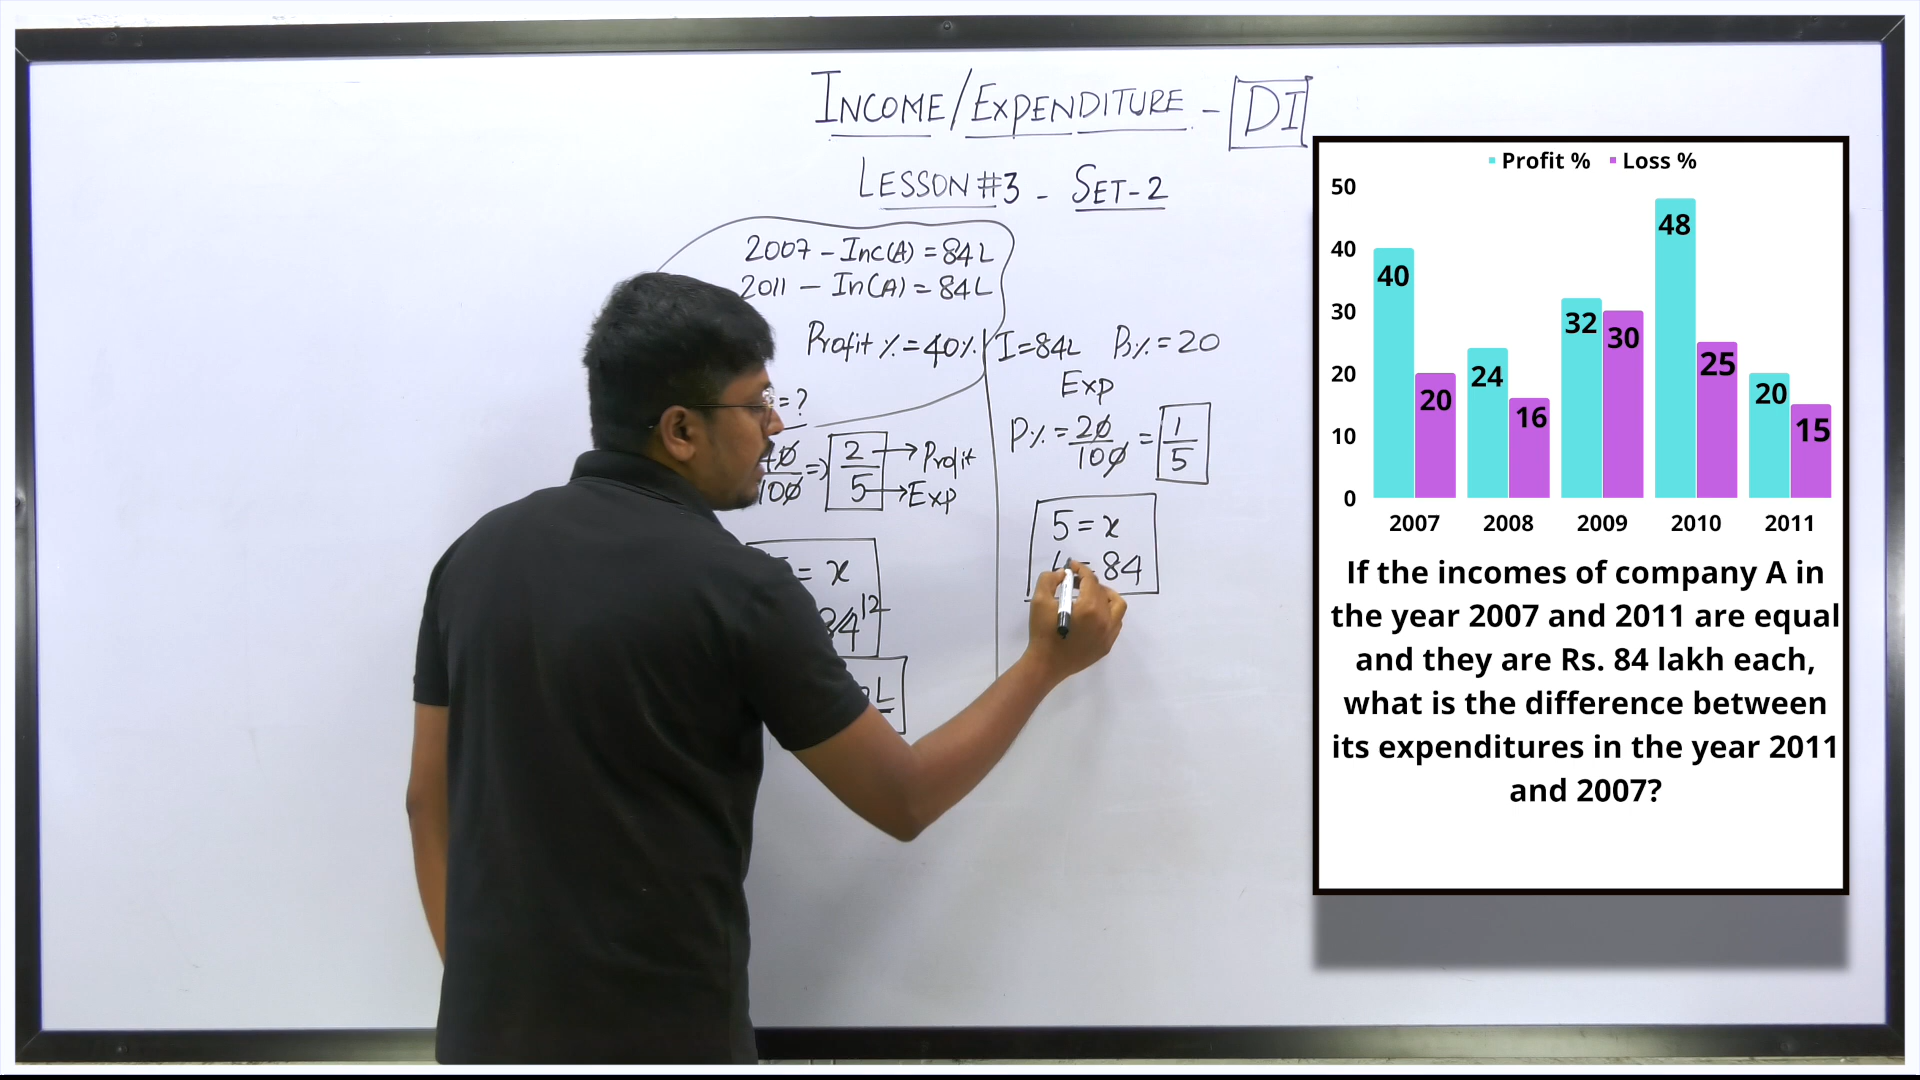 INCOME/EXPENDITURE - DI
LESSON #3 - SET-2
2007 - Inc(A) = 84L
2011 - In(A) = 84L
Profit % = 40%
= ?
40/100 => 2/5
Profit
Exp
= x
84 12
L
I=84L P% = 20
Exp
P% = 20/100 = 1/5
5 = x
= 84
Profit % Loss %
50
40
30
20
10
0
40 20 24 16 32 30 48 25 20 15
2007 2008 2009 2010 2011
If the incomes of company A in
the year 2007 and 2011 are equal
and they are Rs. 84 lakh each,
what is the difference between
its expenditures in the year 2011
and 2007?